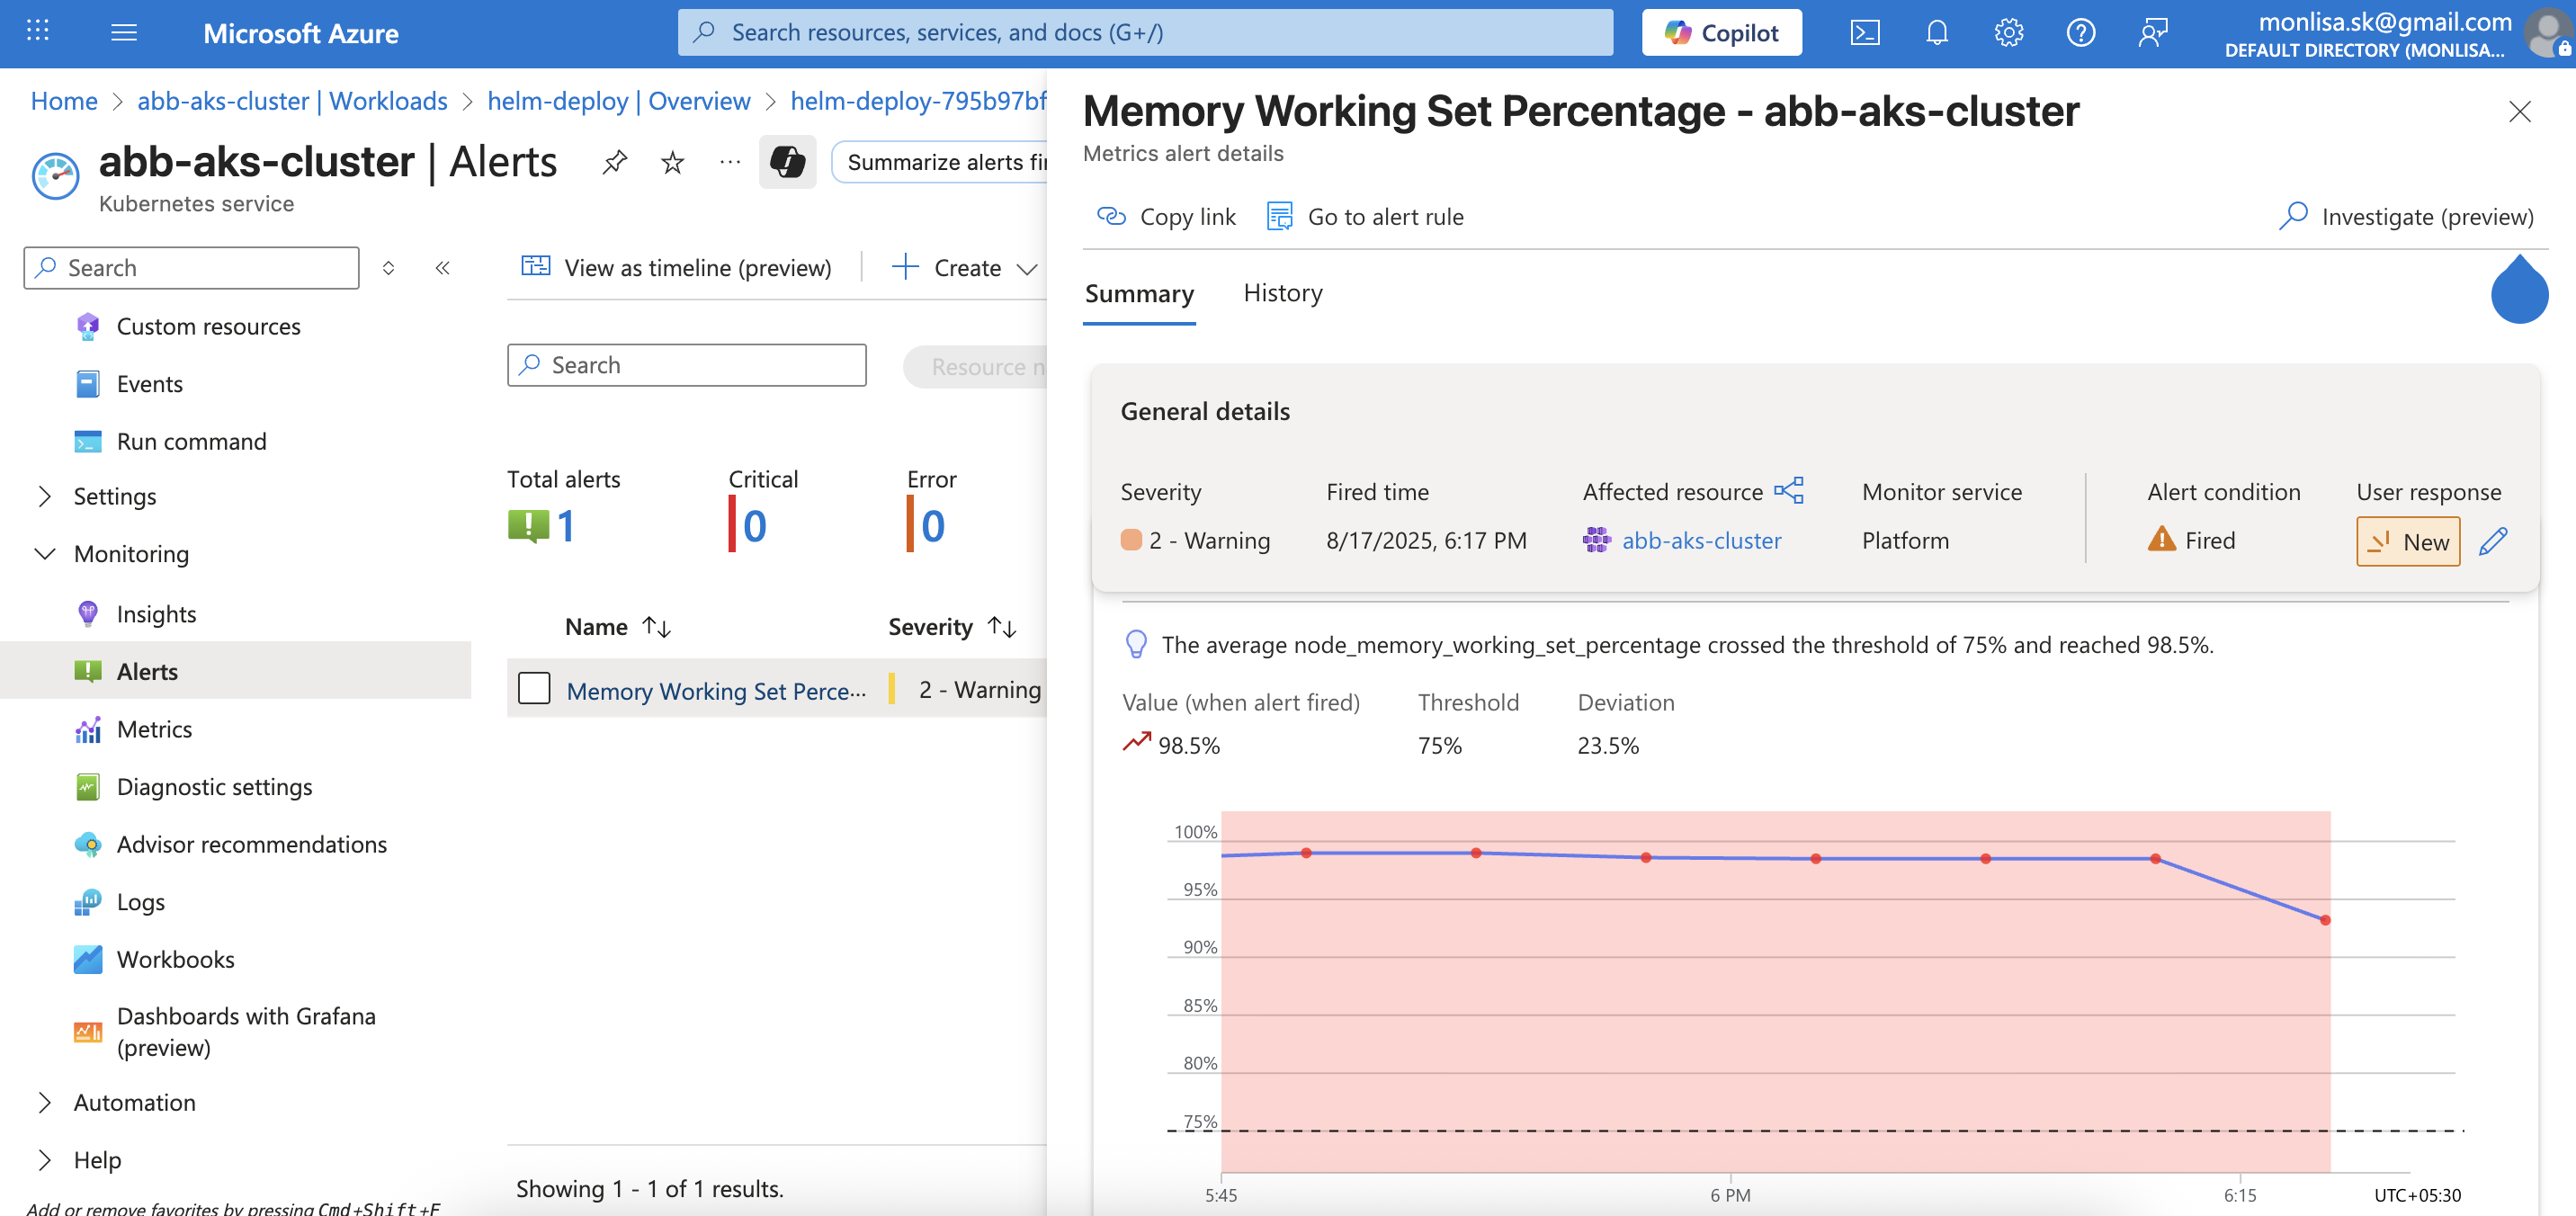 Microsoft Azure
Search resources, services, and docs (G+/)
Copilot
monlisa.sk@gmail.com
DEFAULT DIRECTORY (MONLISA...
Home > abb-aks-cluster | Workloads > helm-deploy | Overview > helm-deploy-795b97bf
abb-aks-cluster | Alerts
Kubernetes service
...
Summarize alerts fi
Search
Custom resources
Events
Run command
Settings
Monitoring
Insights
Alerts
Metrics
Diagnostic settings
Advisor recommendations
Logs
Workbooks
Dashboards with Grafana
(preview)
Automation
Help
Add or remove favorites by pressing Cmd+Shift+F
View as timeline (preview)
Create
Search
Resource n
Total alerts
1
Critical
0
Error
0
Name
Severity
Memory Working Set Perce...
2 - Warning
Showing 1 - 1 of 1 results.
Memory Working Set Percentage - abb-aks-cluster
Metrics alert details
Copy link
Go to alert rule
Investigate (preview)
Summary
History
General details
Severity
2 - Warning
Fired time
8/17/2025, 6:17 PM
Affected resource
abb-aks-cluster
Monitor service
Platform
Alert condition
Fired
User response
New
The average node_memory_working_set_percentage crossed the threshold of 75% and reached 98.5%.
Value (when alert fired)
98.5%
Threshold
75%
Deviation
23.5%
100%
95%
90%
85%
80%
75%
5:45
6 PM
6:15
UTC+05:30